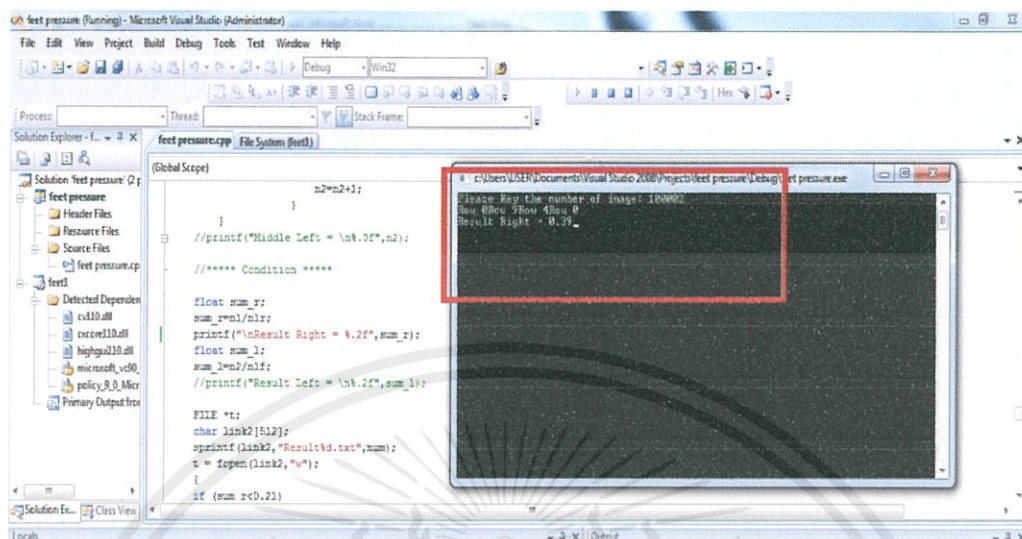 feet pressure (Running) - Microsoft Visual Studio (Administrator)
File Edit View Project Build Debug Tools Test Window Help
Debug Win32
Hex
Process: Thread: Stack Frame:
Solution Explorer - f...
feet pressure.cpp File System (feet1)
(Global Scope)
Solution 'feet pressure' (2 p
feet pressure
Header Files
Resource Files
Source Files
feet pressure.cp
feet1
Detected Dependen
cv110.dll
cxcore110.dll
highgui110.dll
microsoft_vc90_
policy_9_0_Micr
Primary Output from
Solution Ex... Class View
n2=n2+1;
}
}
//printf("Middle Left = \n%.0f",n2);
//***** Condition *****
float sum_r;
sum_r=n1/n1r;
printf("\nResult Right = %.2f",sum_r);
float sum_l;
sum_l=n2/n1f;
//printf("Result Left = \n%.2f",sum_l);
FILE *t;
char link2[512];
sprintf(link2,"Result%d.txt",num);
t = fopen(link2,"w");
{
if (sum_r<0.21)
c:\Users\USER\Documents\Visual Studio 2008\Projects\feet pressure\Debug\feet pressure.exe
Please Key the number of image: 100002
Row 0Row 9Row 4Row 0
Result Right = 0.39_
Locals
Output